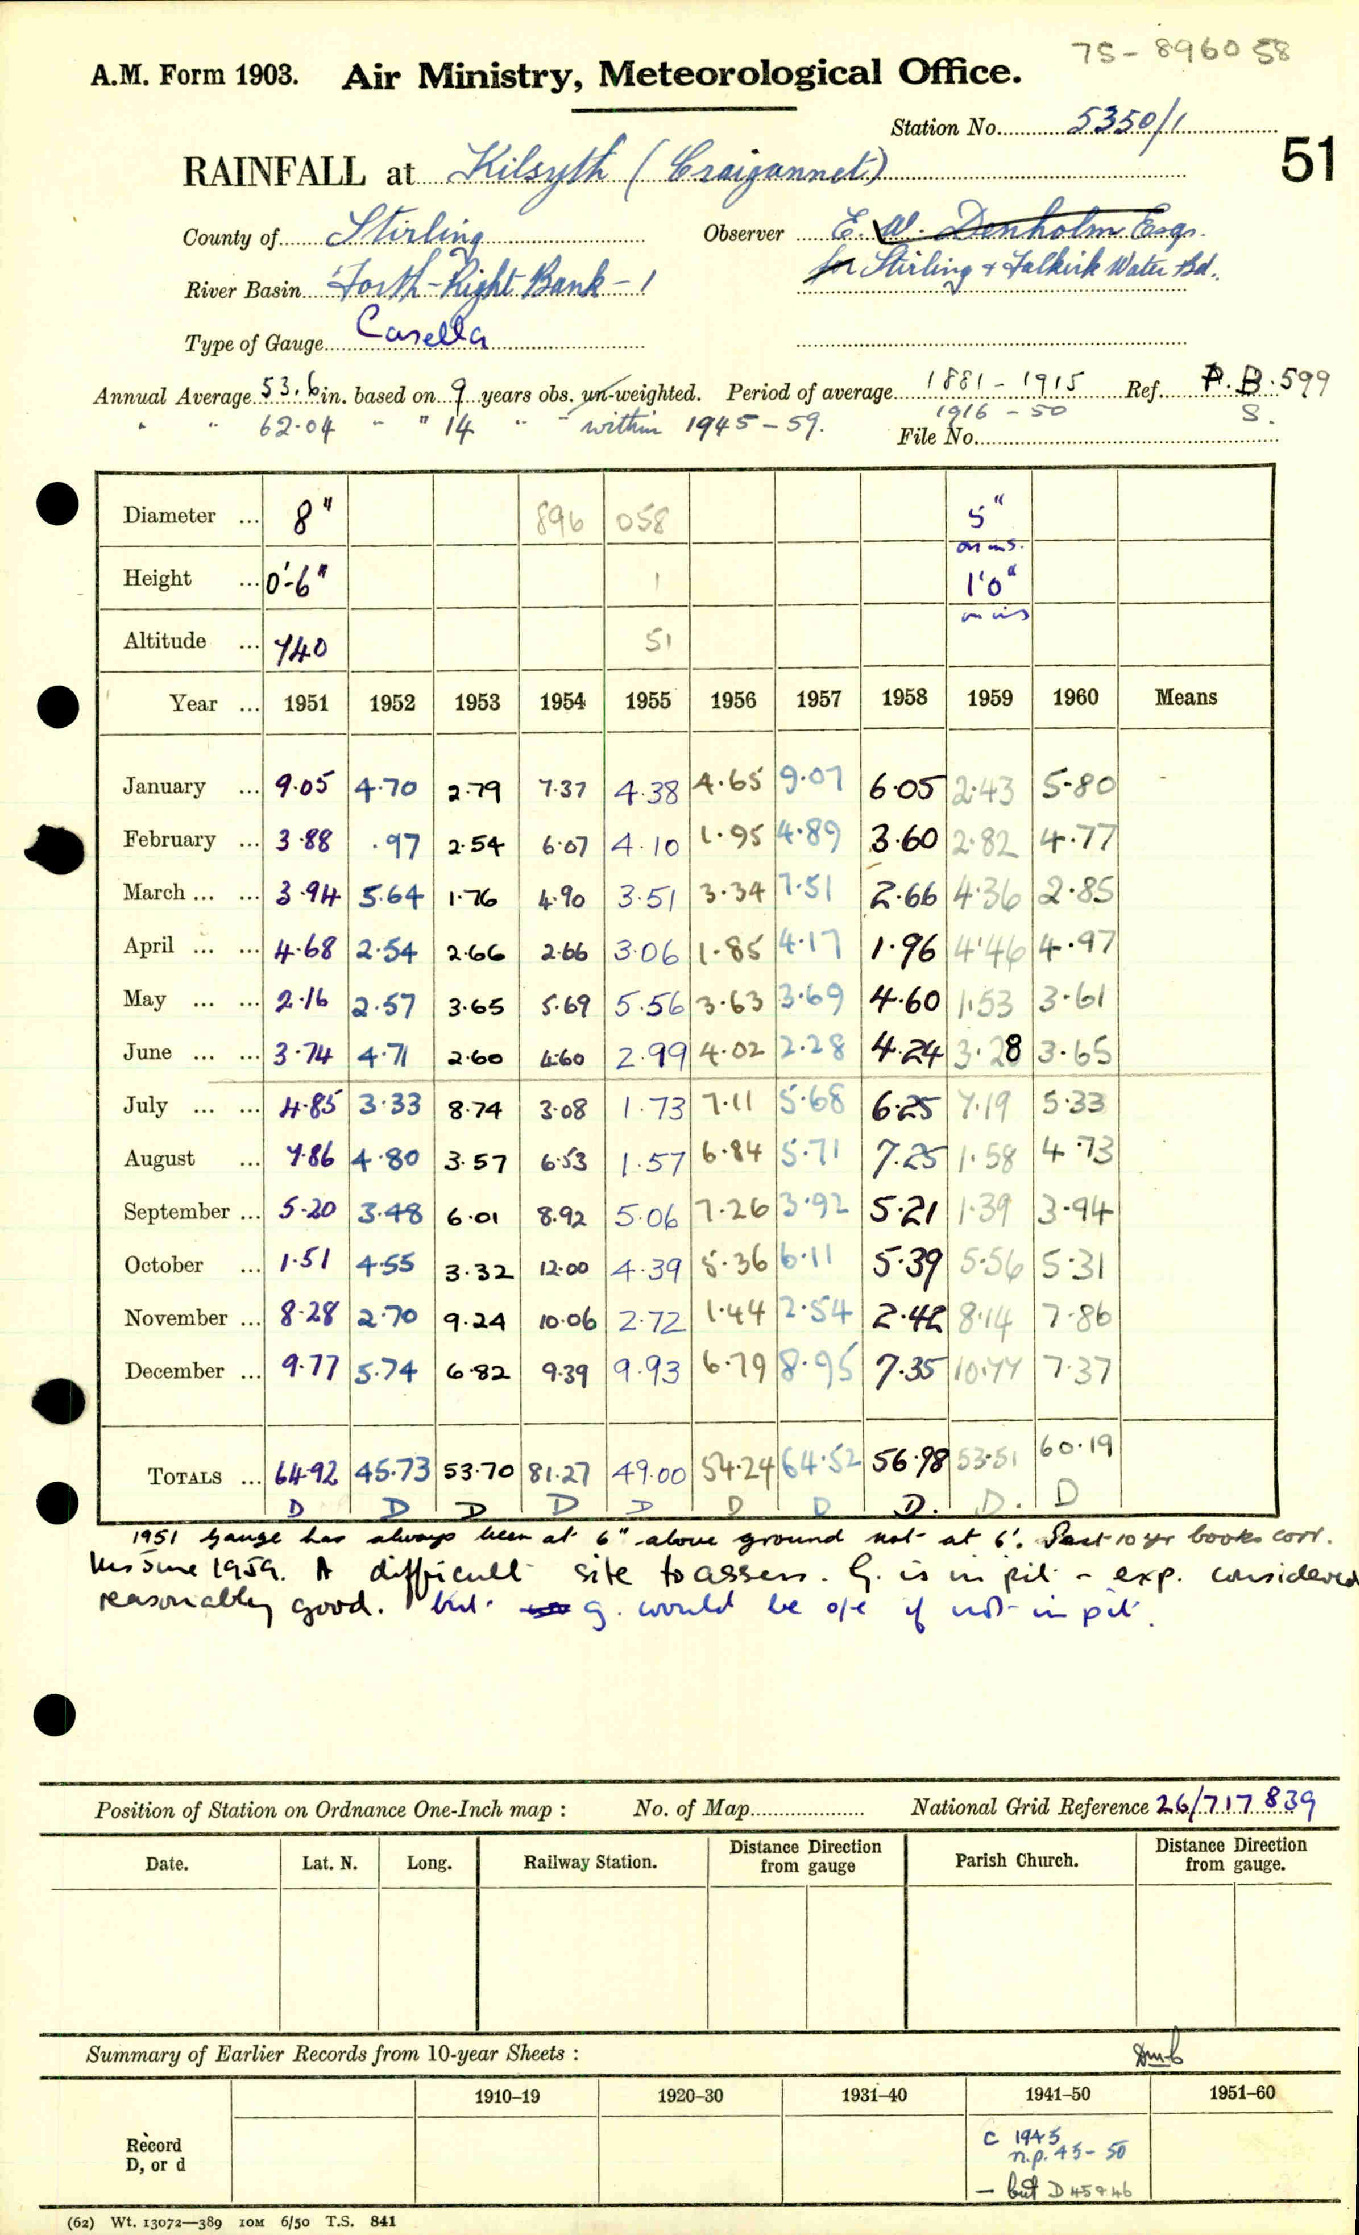 75-896058
A.M. Form 1903. Air Ministry, Meteorological Office.
Station No. 5350/1
51
RAINFALL at Kilsyth (Craigannet)
County of Stirling Observer E. W. Denholm Esq.
River Basin Forth-Right Bank-1 for Stirling & Falkirk Water Bd.
Type of Gauge Casella
Annual Average 53.6 in. based on 9 years obs. un-weighted. Period of average 1881-1915 Ref. A.B.599
" " 62.04 " " 14 " " within 1945-59. 1916-50 S.
File No.
Diameter ... 8" 896 058 5"
on ins.
Height ... 0'-6" 1 1'0"
on ins
Altitude ... 740 51
Year ... 1951 1952 1953 1954 1955 1956 1957 1958 1959 1960 Means
January ... 9.05 4.70 2.79 7.37 4.38 4.65 9.07 6.05 2.43 5.80
February ... 3.88 .97 2.54 6.07 4.10 1.95 4.89 3.60 2.82 4.77
March ... ... 3.94 5.64 1.76 4.90 3.51 3.34 7.51 2.66 4.36 2.85
April ... ... 4.68 2.54 2.66 2.66 3.06 1.85 4.17 1.96 4.46 4.97
May ... ... 2.16 2.57 3.65 5.69 5.56 3.63 3.69 4.60 1.53 3.61
June ... ... 3.74 4.71 2.60 4.60 2.99 4.02 2.28 4.24 3.28 3.65
July ... ... 4.85 3.33 8.74 3.08 1.73 7.11 5.68 6.25 7.19 5.33
August ... 7.86 4.80 3.57 6.53 1.57 6.84 5.71 7.25 1.58 4.73
September ... 5.20 3.48 6.01 8.92 5.06 7.26 3.92 5.21 1.39 3.94
October ... 1.51 4.55 3.32 12.00 4.39 5.36 6.11 5.39 5.56 5.31
November ... 8.28 2.70 9.24 10.06 2.72 1.44 2.54 2.42 8.14 7.86
December ... 9.77 5.74 6.82 9.39 9.93 6.79 8.95 7.35 10.77 7.37
TOTALS ... 64.92 45.73 53.70 81.27 49.00 54.24 64.52 56.98 53.51 60.19
D D D D D D D D. D. D
1951 Gauge has always been at 6" above ground not at 6'. Past 10 yr books corr.
Ins June 1959. A difficult site to assess. G. is in pit - exp. considered
reasonably good. but g. would be o/e if not in pit.
Position of Station on Ordnance One-Inch map : No. of Map National Grid Reference 26/717 839
Date. Lat. N. Long. Railway Station. Distance from gauge Direction Parish Church. Distance Direction from gauge.
Summary of Earlier Records from 10-year Sheets :
1910–19 1920–30 1931–40 1941–50 1951–60
Record D, or d
C 1945
n.p. 45-50
- but D 45 & 46
(62) Wt. 13072—389 10M 6/50 T.S. 841